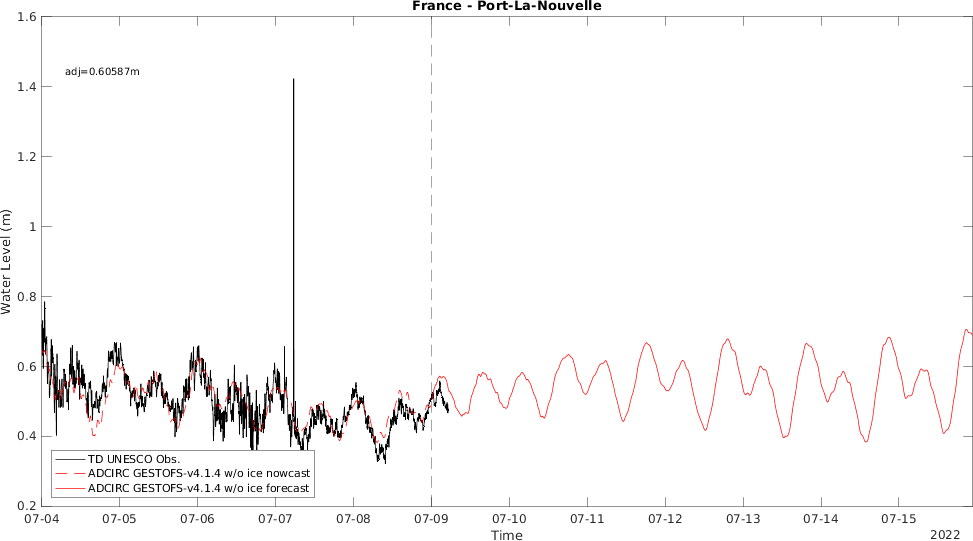 France - Port-La-Nouvelle
1.6
adj=0.60587m
1.4
1.2
1
0.8
0.6
0.4
0.2
Water Level (m)
TD UNESCO Obs.
ADCIRC GESTOFS-v4.1.4 w/o ice nowcast
ADCIRC GESTOFS-v4.1.4 w/o ice forecast
07-04 07-05 07-06 07-07 07-08 07-09 07-10 07-11 07-12 07-13 07-14 07-15
Time
2022